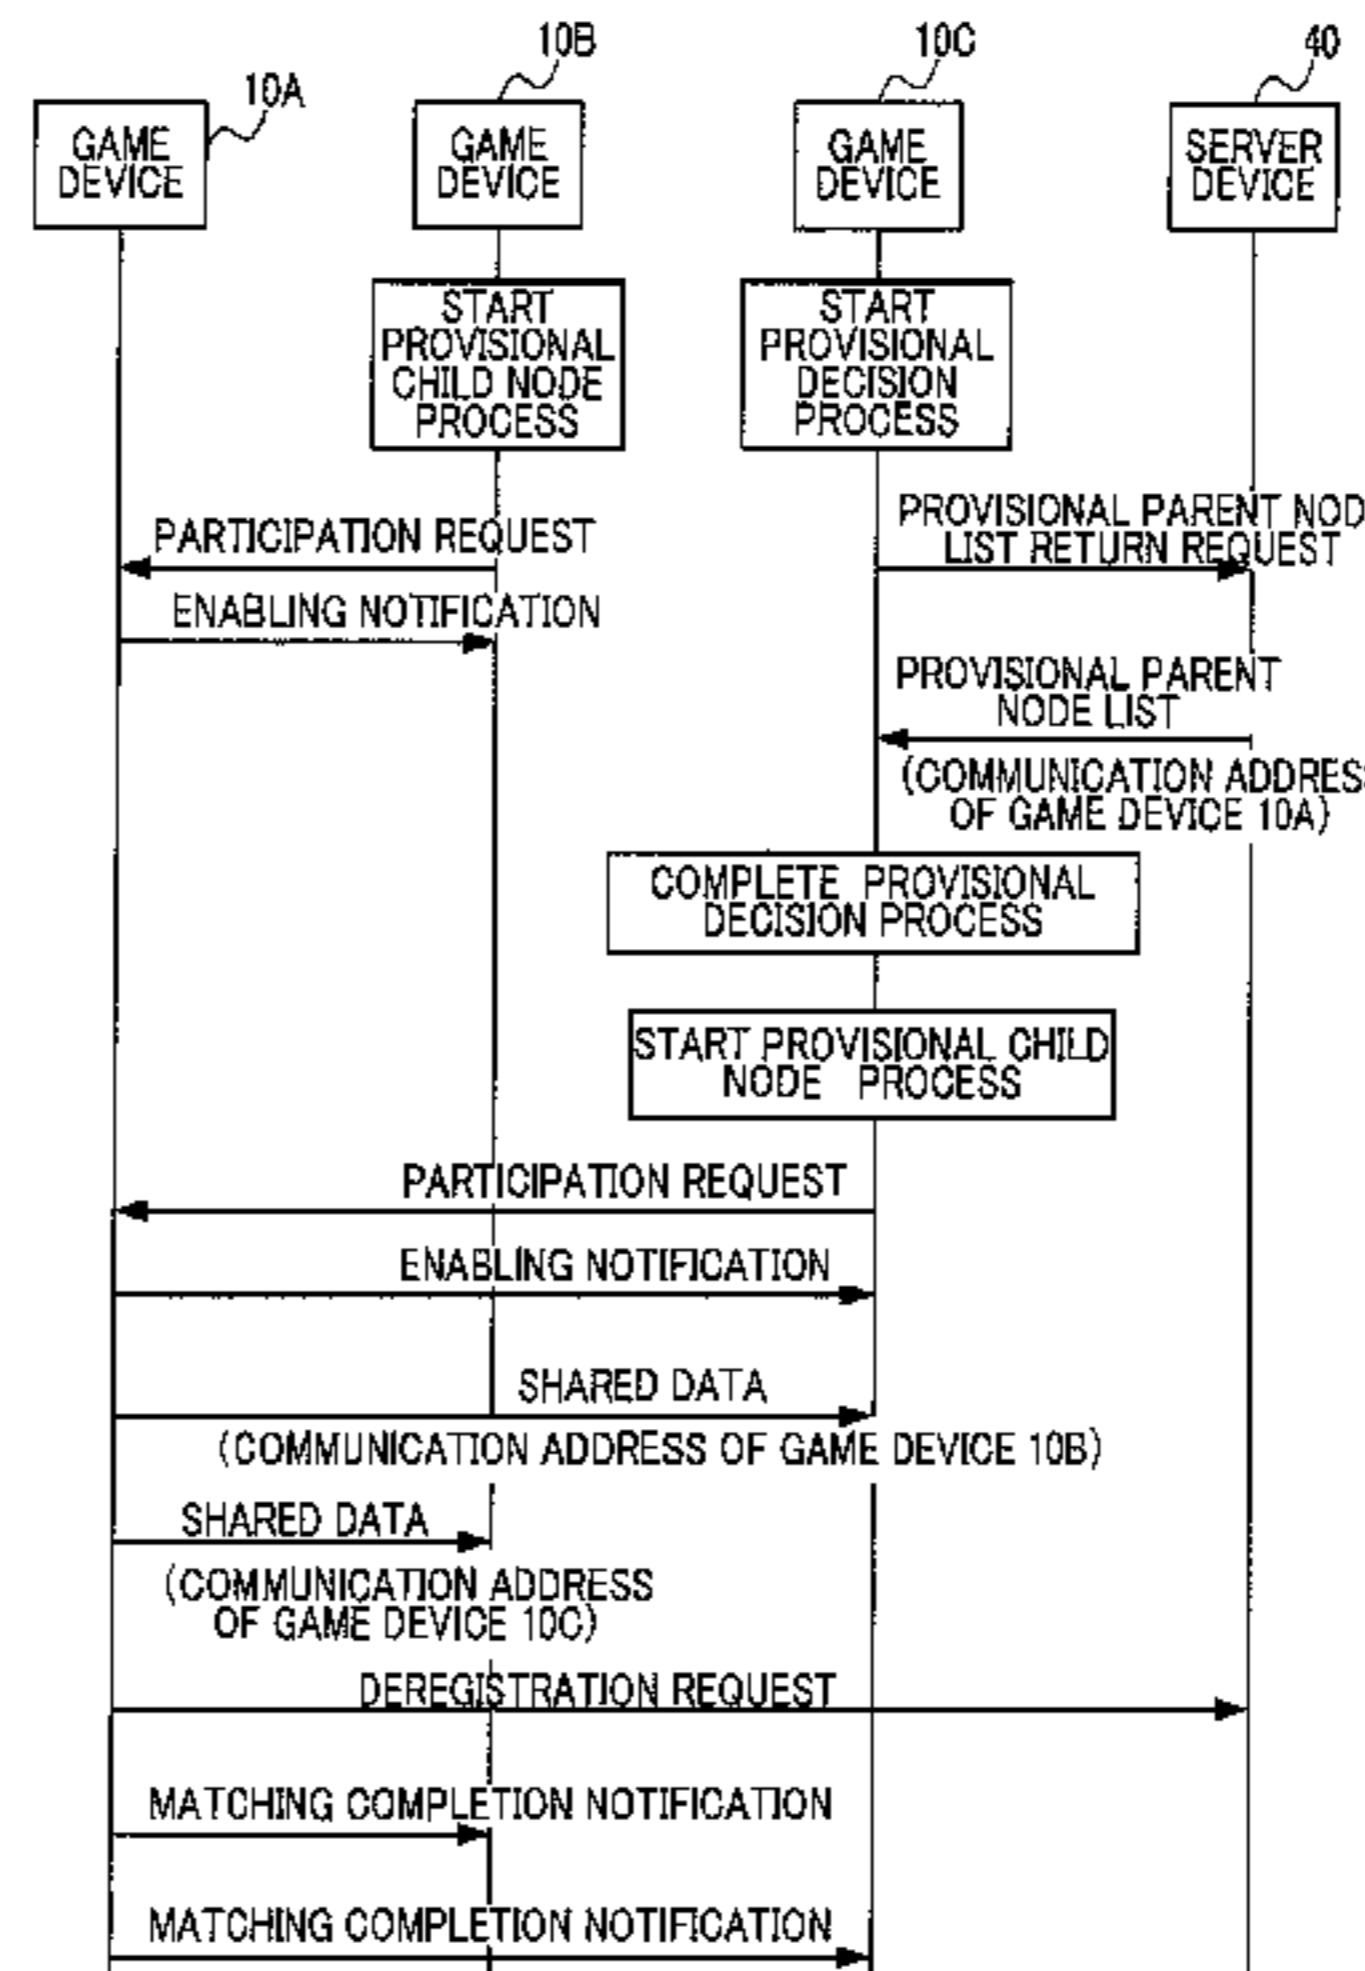 10B
10C
40
10A
GAME
DEVICE
GAME
DEVICE
GAME
DEVICE
SERVER
DEVICE
START
PROVISIONAL
CHILD NODE
PROCESS
START
PROVISIONAL
DECISION
PROCESS
PARTICIPATION REQUEST
PROVISIONAL PARENT NOD
LIST RETURN REQUEST
ENABLING NOTIFICATION
PROVISIONAL PARENT
NODE LIST
(COMMUNICATION ADDRES
OF GAME DEVICE 10A)
COMPLETE PROVISIONAL
DECISION PROCESS
START PROVISIONAL CHILD
NODE PROCESS
PARTICIPATION REQUEST
ENABLING NOTIFICATION
SHARED DATA
(COMMUNICATION ADDRESS OF GAME DEVICE 10B)
SHARED DATA
(COMMUNICATION ADDRESS
OF GAME DEVICE 10C)
DEREGISTRATION REQUEST
MATCHING COMPLETION NOTIFICATION
MATCHING COMPLETION NOTIFICATION